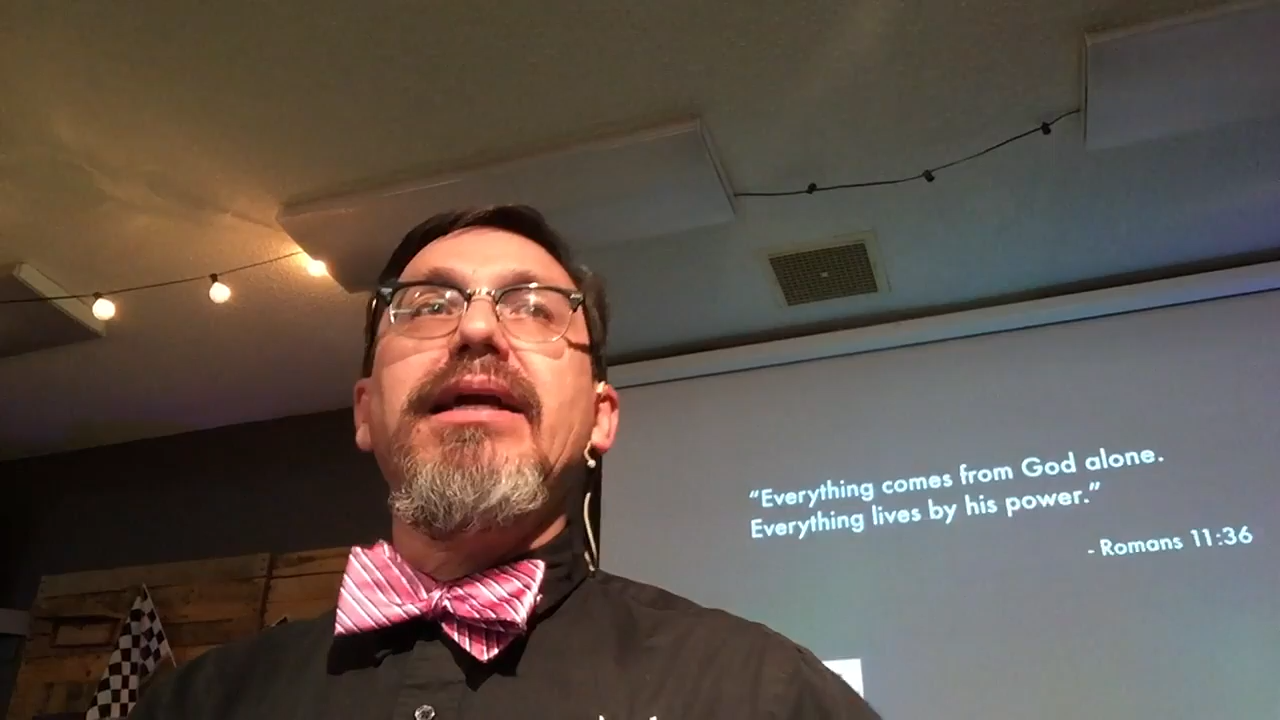 “Everything comes from God alone.
Everything lives by his power.”
- Romans 11:36